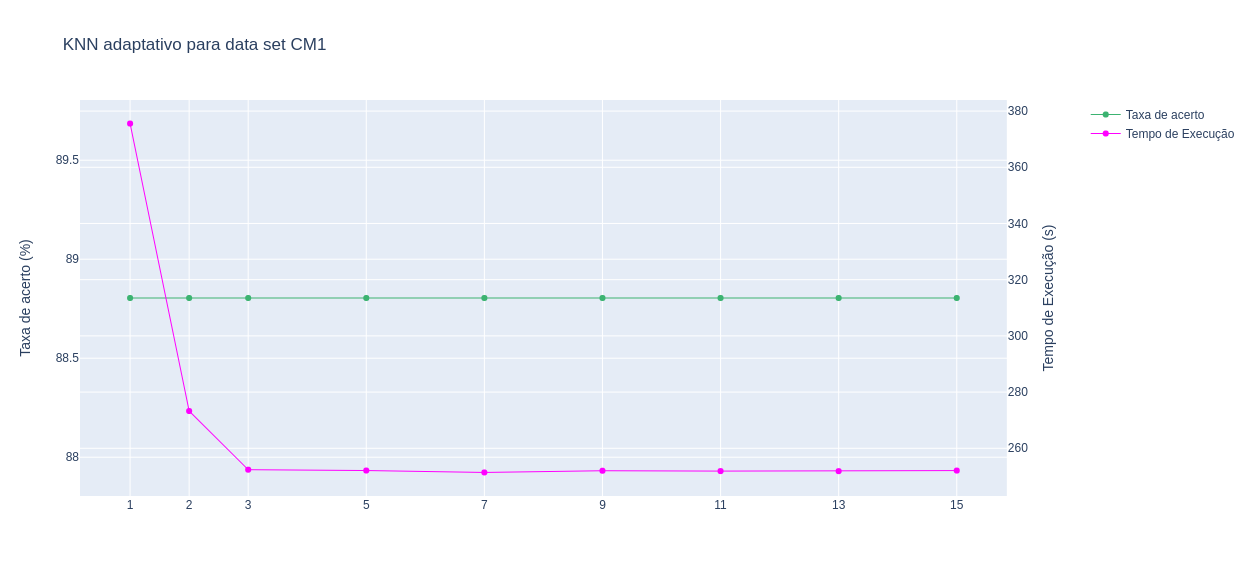 KNN adaptativo para data set CM1
Taxa de acerto
Tempo de Execução
Taxa de acerto (%)
89.5
89
88.5
88
380
360
340
320
300
280
260
Tempo de Execução (s)
1 2 3 5 7 9 11 13 15